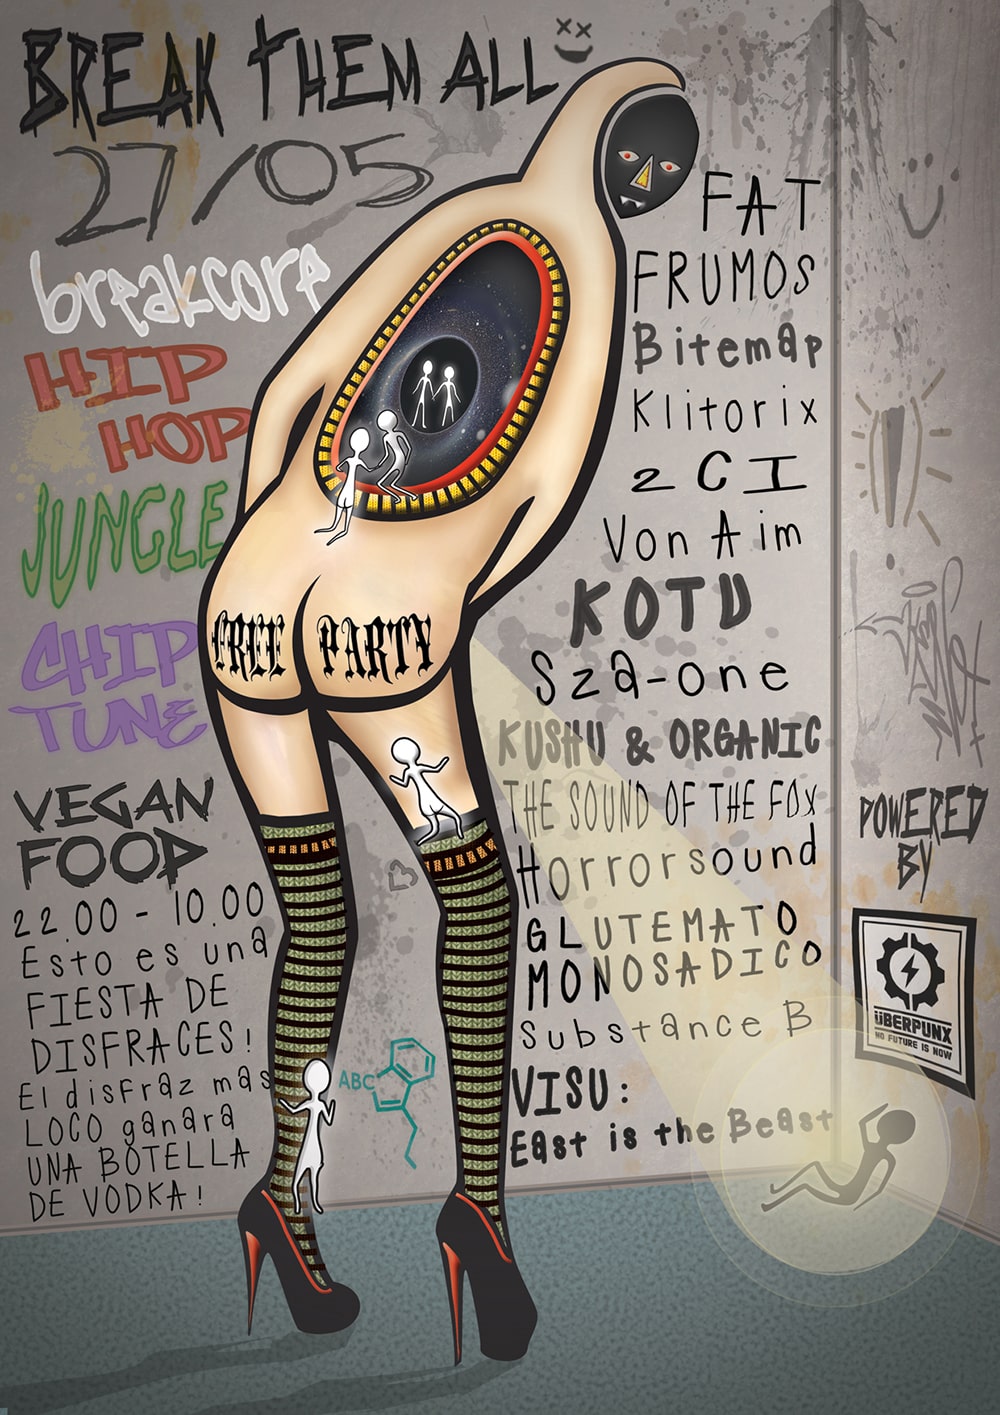 BREAK THEM ALL
27/05
breakcore
HIP
HOP
JUNGLE
CHIP
TUNE
VEGAN
FOOD
22.00 - 10.00
Esto es una
FIESTA DE
DISFRACES!
El disfraz mas
LOCO ganara
UNA BOTELLA
DE VODKA!
FREE PARTY
ABC
FAT
FRUMOS
Bitemap
Klitorix
2CI
Von Aim
KOTU
Sza-one
KUSHU & ORGANIC
THE SOUND OF THE FOX
Horrorsound
GLUTEMATO
MONOSADICO
Substance B
VISU:
East is the Beast
POWERED
BY
ÜBERPUNX
NO FUTURE IS NOW